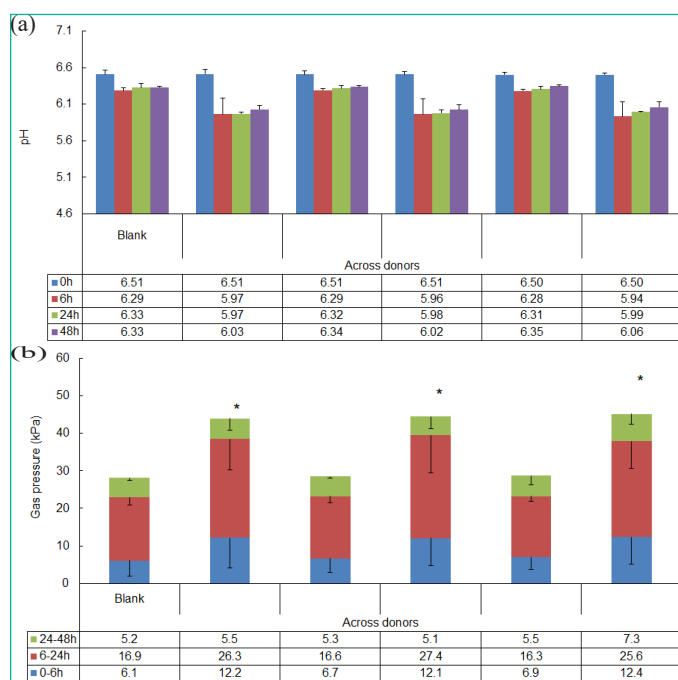 (a)
7.1
6.6
6.1
5.6
5.1
4.6
pH
Blank
Across donors
0h 6.51 6.51 6.51 6.51 6.50 6.50
6h 6.29 5.97 6.29 5.96 6.28 5.94
24h 6.33 5.97 6.32 5.98 6.31 5.99
48h 6.33 6.03 6.34 6.02 6.35 6.06
(b)
60
50
40
30
20
10
0
Gas pressure (kPa)
* * *
Blank
Across donors
24-48h 5.2 5.5 5.3 5.1 5.5 7.3
6-24h 16.9 26.3 16.6 27.4 16.3 25.6
0-6h 6.1 12.2 6.7 12.1 6.9 12.4